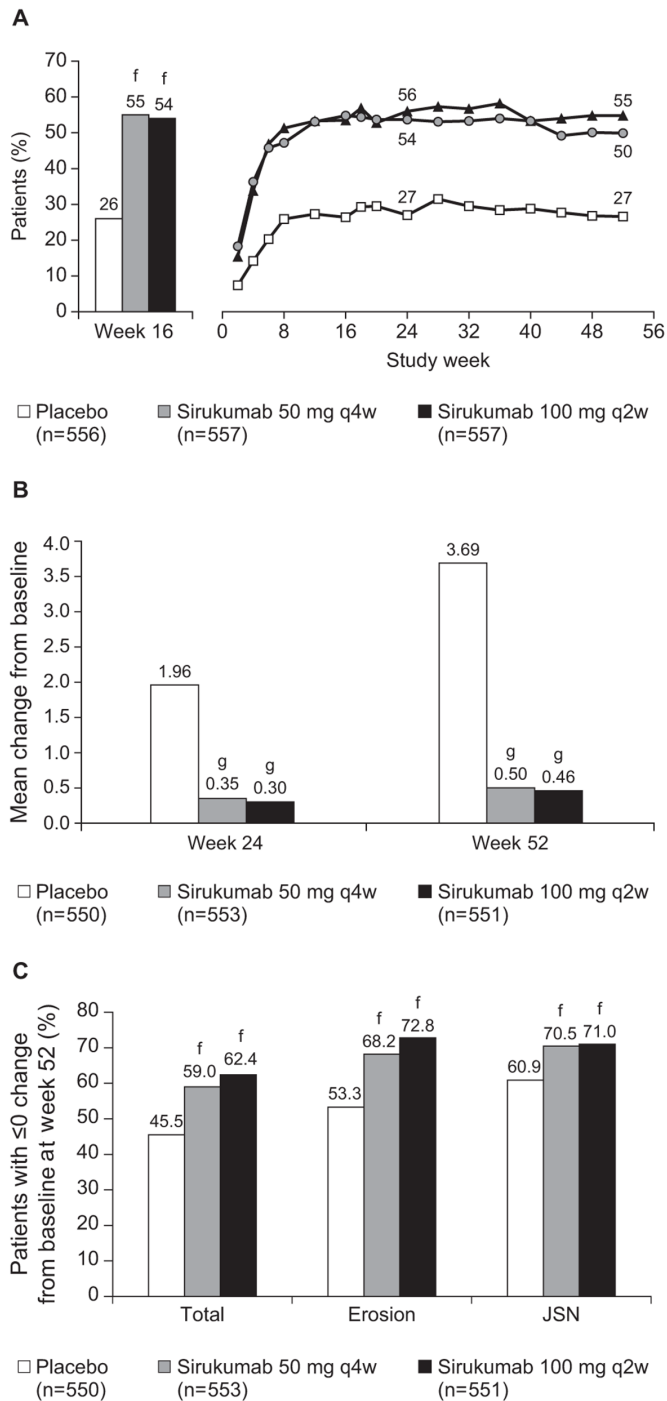 A
Patients (%)
70
60
50
40
30
20
10
0
f f
26 55 54
Week 16
56 55
54 50
27 27
0 8 16 24 32 40 48 56
Study week
Placebo
(n=556)
Sirukumab 50 mg q4w
(n=557)
Sirukumab 100 mg q2w
(n=557)
B
Mean change from baseline
4.0
3.5
3.0
2.5
2.0
1.5
1.0
0.5
0.0
1.96
g g
0.35 0.30
3.69
g g
0.50 0.46
Week 24 Week 52
Placebo
(n=550)
Sirukumab 50 mg q4w
(n=553)
Sirukumab 100 mg q2w
(n=551)
C
Patients with ≤0 change
from baseline at week 52 (%)
80
70
60
50
40
30
20
10
0
f f
45.5 59.0 62.4
f f
53.3 68.2 72.8
f f
60.9 70.5 71.0
Total Erosion JSN
Placebo
(n=550)
Sirukumab 50 mg q4w
(n=553)
Sirukumab 100 mg q2w
(n=551)